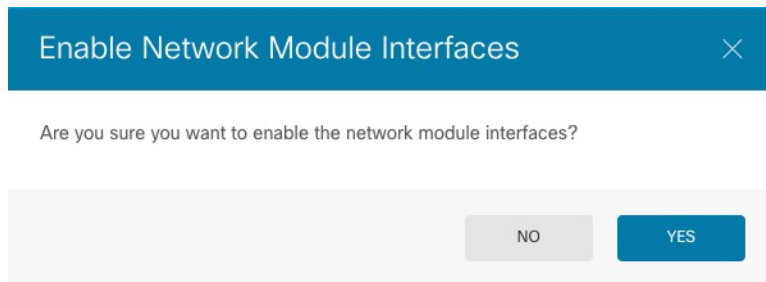 Enable Network Module Interfaces
Are you sure you want to enable the network module interfaces?
NO
YES